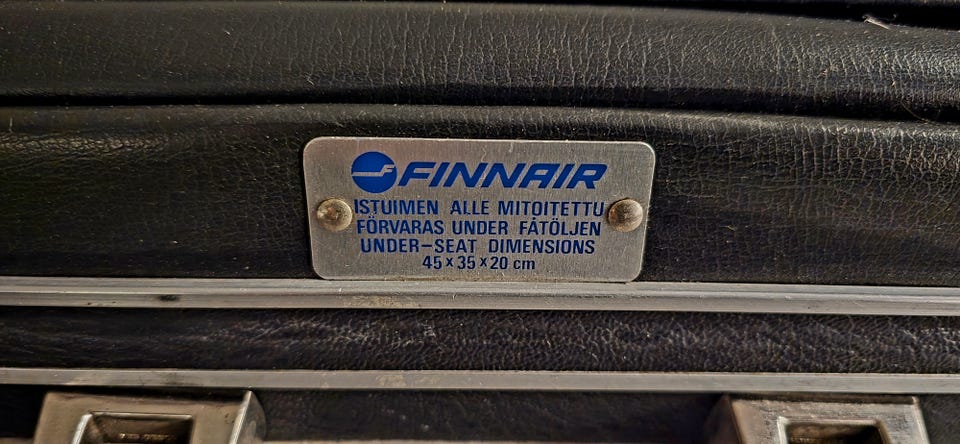 FINNAIR
ISTUIMEN ALLE MITOITETTU
FÖRVARAS UNDER FÅTÖLJEN
UNDER-SEAT DIMENSIONS
45 x 35 x 20 cm